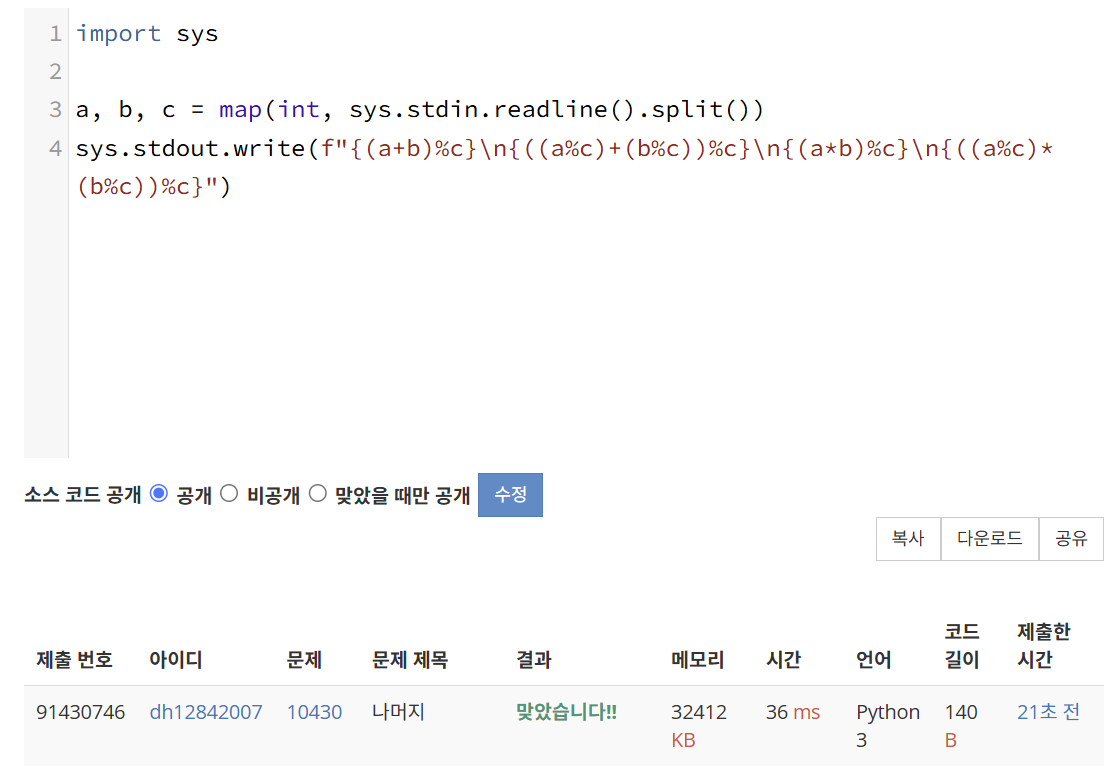 1 import sys
2
3 a, b, c = map(int, sys.stdin.readline().split())
4 sys.stdout.write(f"{(a+b)%c}\n{((a%c)+(b%c))%c}\n{(a*b)%c}\n{((a%c)*
(b%c))%c}")
소스 코드 공개 공개 비공개 맞았을 때만 공개 수정
복사 다운로드 공유
제출 번호 아이디 문제 문제 제목 결과 메모리 시간 언어 코드 길이 제출한 시간
91430746 dh12842007 10430 나머지 맞았습니다!! 32412 KB 36 ms Python 3 140 B 21초 전